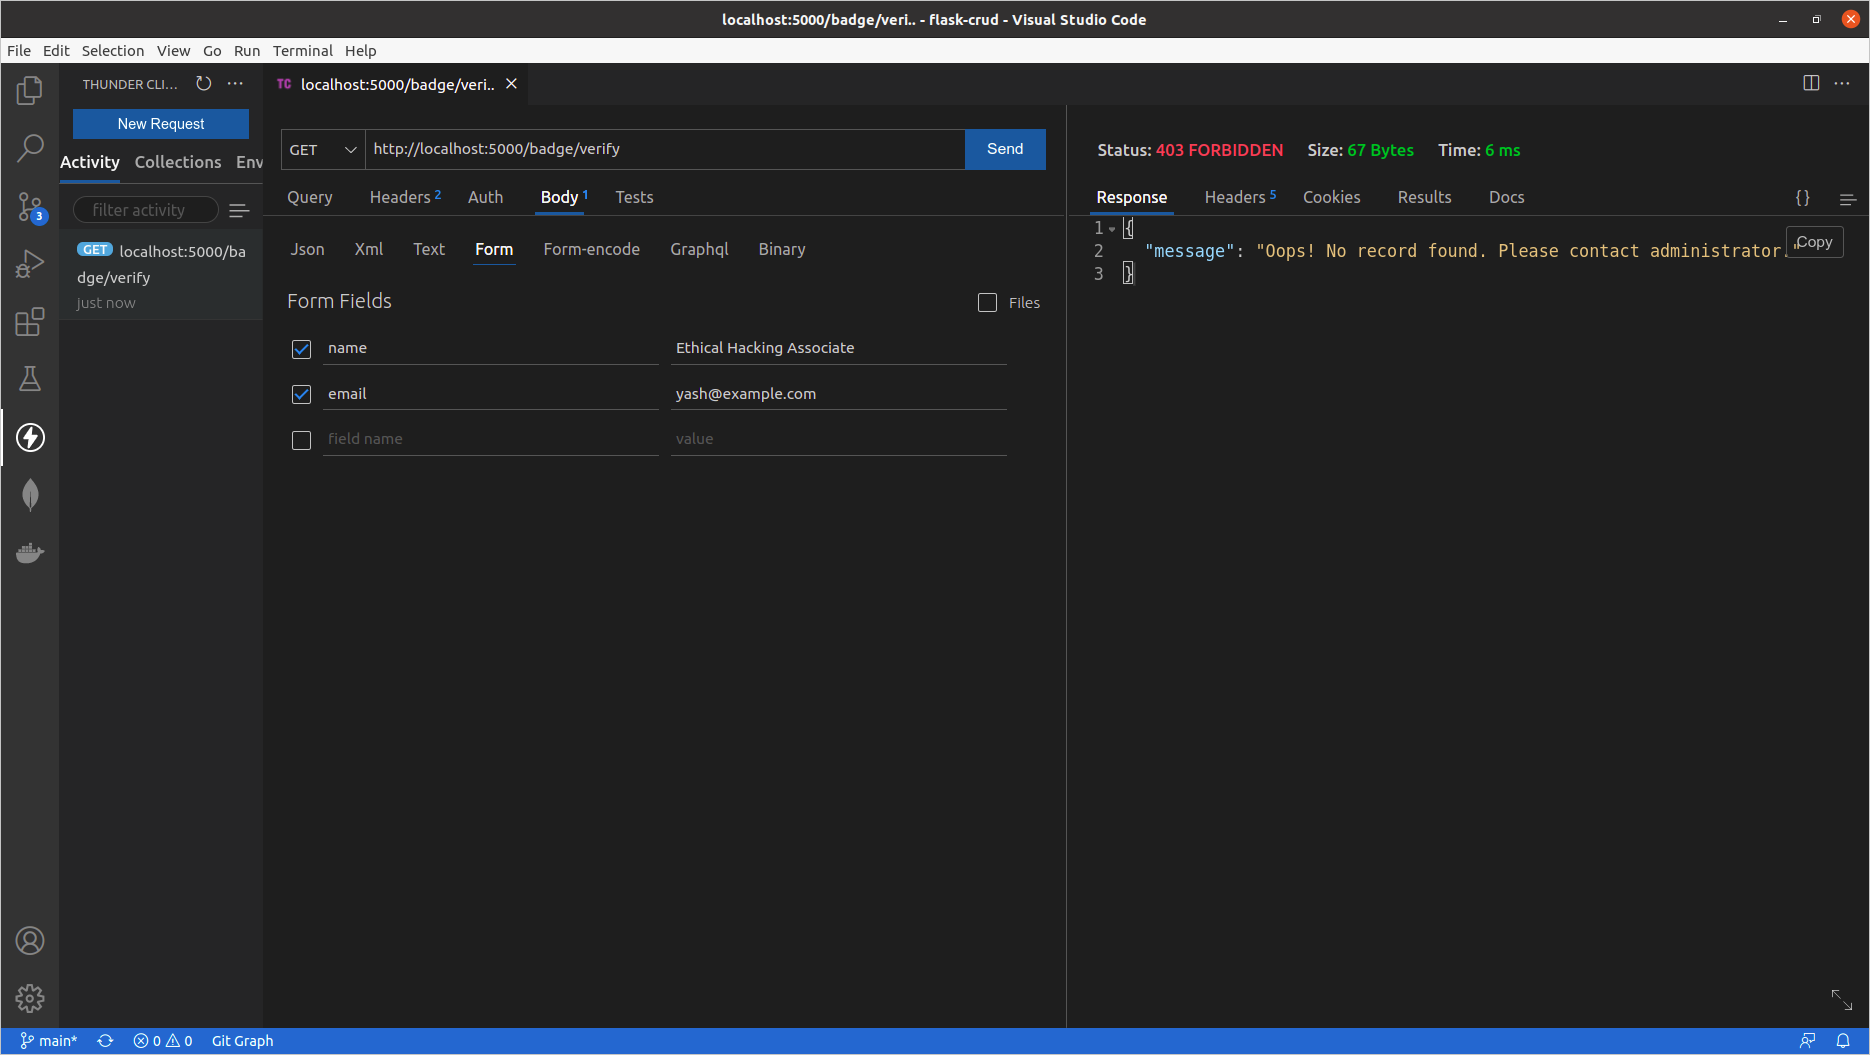 localhost:5000/badge/veri.. - flask-crud - Visual Studio Code
File Edit Selection View Go Run Terminal Help
THUNDER CLI...
TC localhost:5000/badge/veri..
New Request
Activity Collections Env
filter activity
GET localhost:5000/ba
dge/verify
just now
3
GET http://localhost:5000/badge/verify Send
Query Headers 2 Auth Body 1 Tests
Json Xml Text Form Form-encode Graphql Binary
Form Fields Files
name Ethical Hacking Associate
email yash@example.com
field name value
Status: 403 FORBIDDEN Size: 67 Bytes Time: 6 ms
Response Headers 5 Cookies Results Docs {}
1 {
2 "message": "Oops! No record found. Please contact administrator."
3 }
Copy
main* 0 0 Git Graph